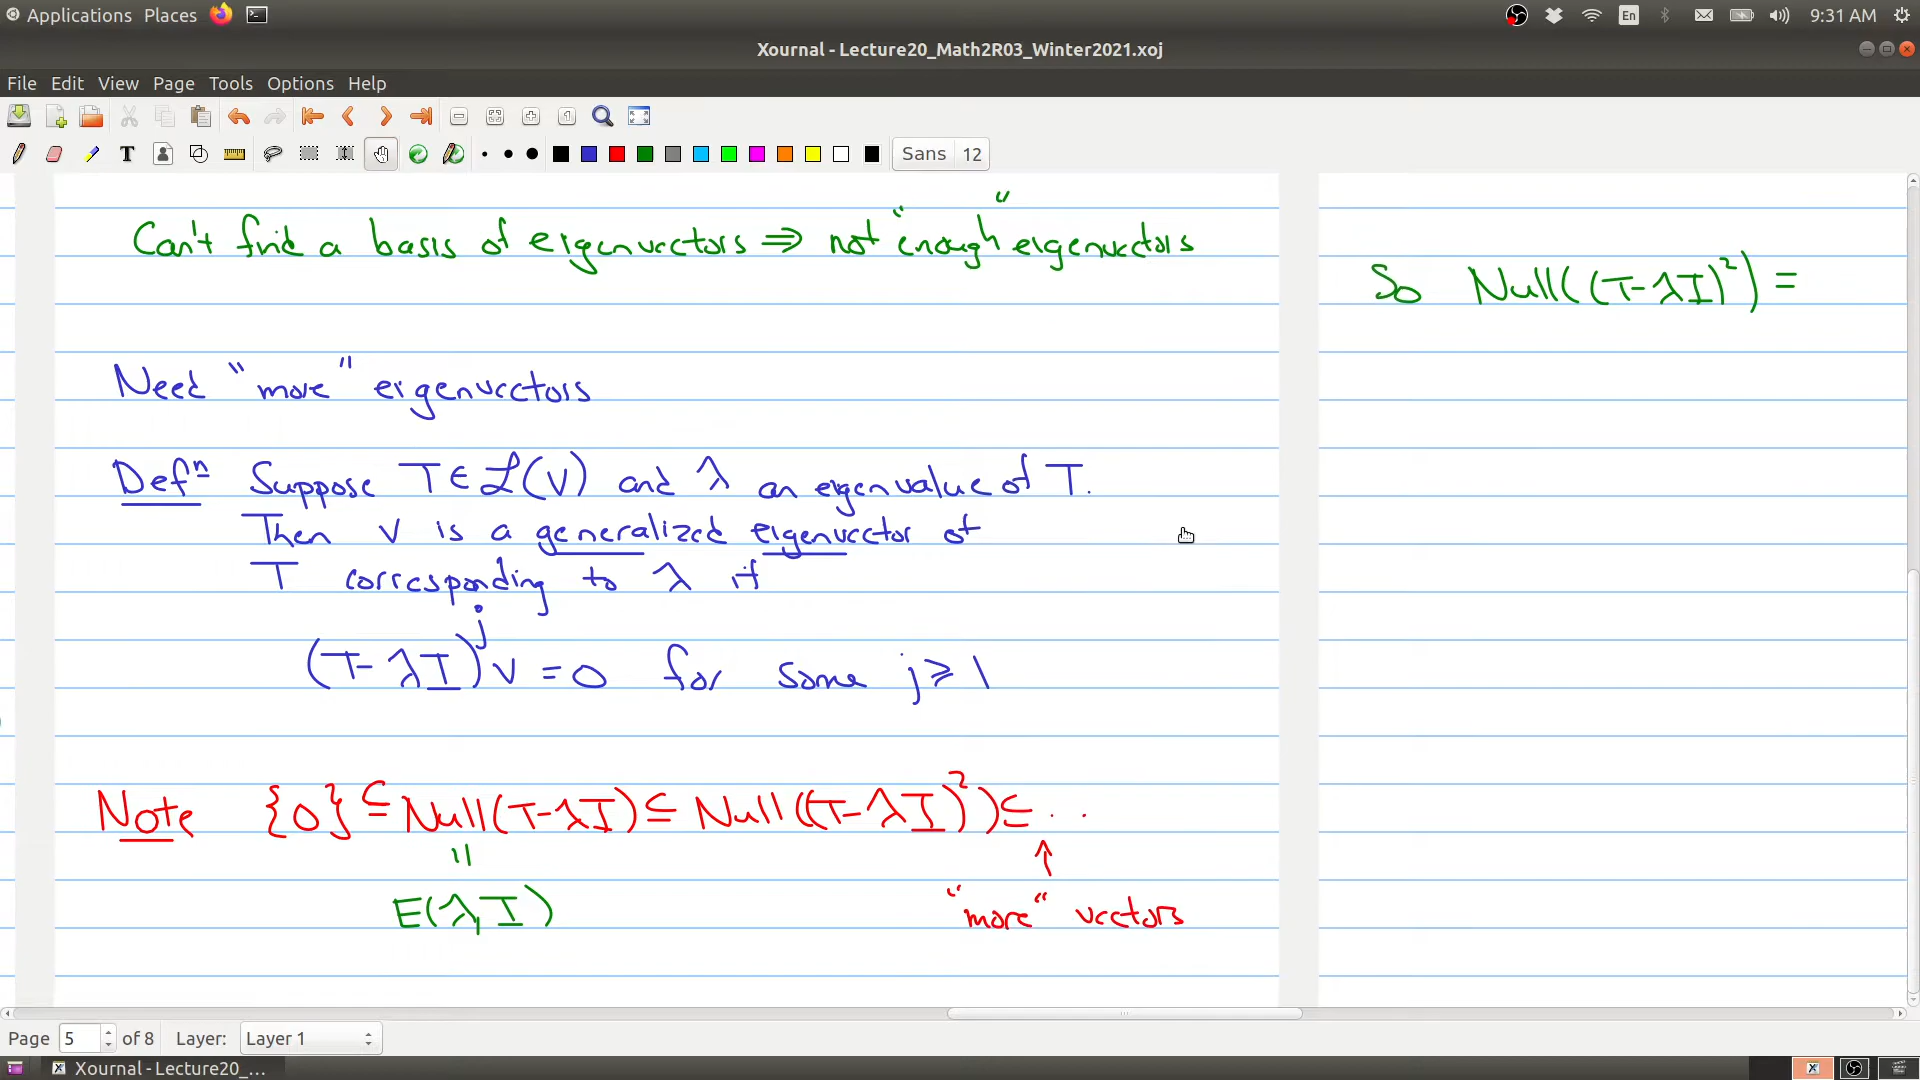 Applications Places En 9:31 AM
Xournal - Lecture20_Math2R03_Winter2021.xoj
File Edit View Page Tools Options Help
Sans 12
Can't find a basis of eigenvectors ⇒ not "enough" eigenvectors
Need "more" eigenvectors
Defⁿ Suppose T ∈ ℒ(V) and λ an eigenvalue of T.
Then v is a generalized eigenvector of
T corresponding to λ if
(T-λI)^j v = 0 for some j ≥ 1
Note {0} ⊆ Null(T-λI) ⊆ Null((T-λI)²) ⊆ ..
"
E(λ, I) "more" vectors
So Null((T-λI)²) =
Page 5 of 8 Layer: Layer 1
Xournal - Lecture20_...